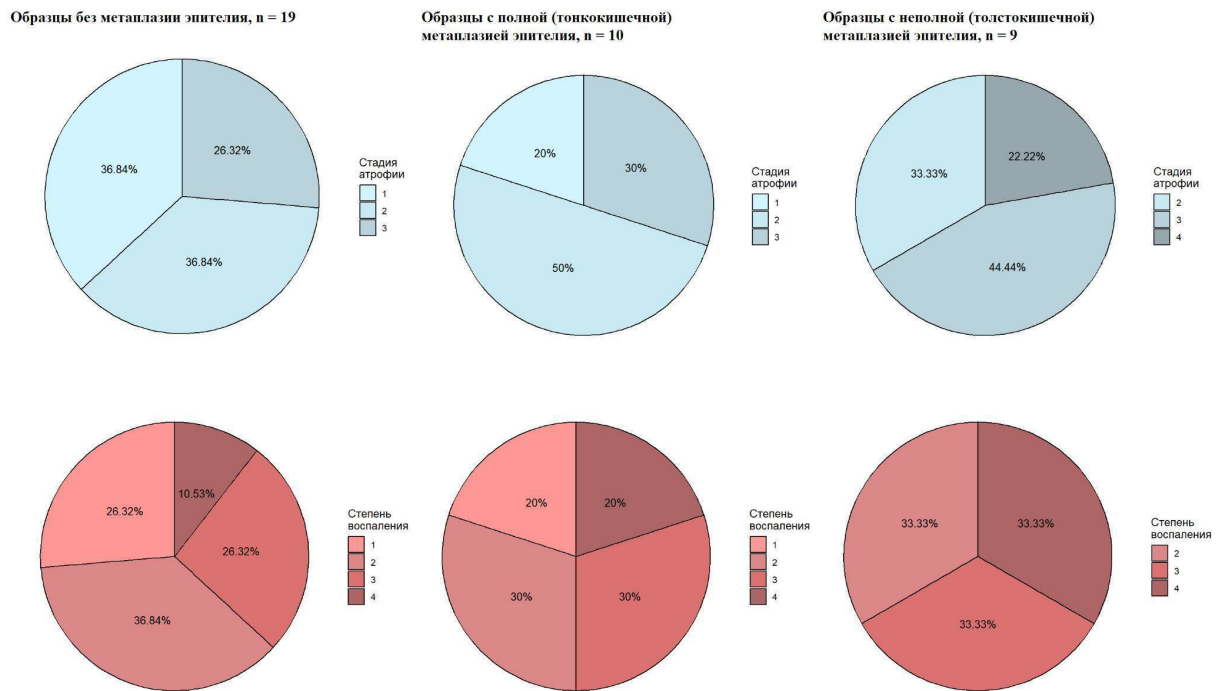 Образцы без метаплазии эпителия, n = 19
Образцы с полной (тонкокишечной)
метаплазией эпителия, n = 10
Образцы с неполной (толстокишечной)
метаплазией эпителия, n = 9
36.84%
26.32%
36.84%
Стадия
атрофии
1
2
3
20%
30%
50%
Стадия
атрофии
1
2
3
33.33%
22.22%
44.44%
Стадия
атрофии
2
3
4
26.32%
10.53%
26.32%
36.84%
Степень
воспаления
1
2
3
4
20%
20%
30%
30%
Степень
воспаления
1
2
3
4
33.33%
33.33%
33.33%
Степень
воспаления
2
3
4